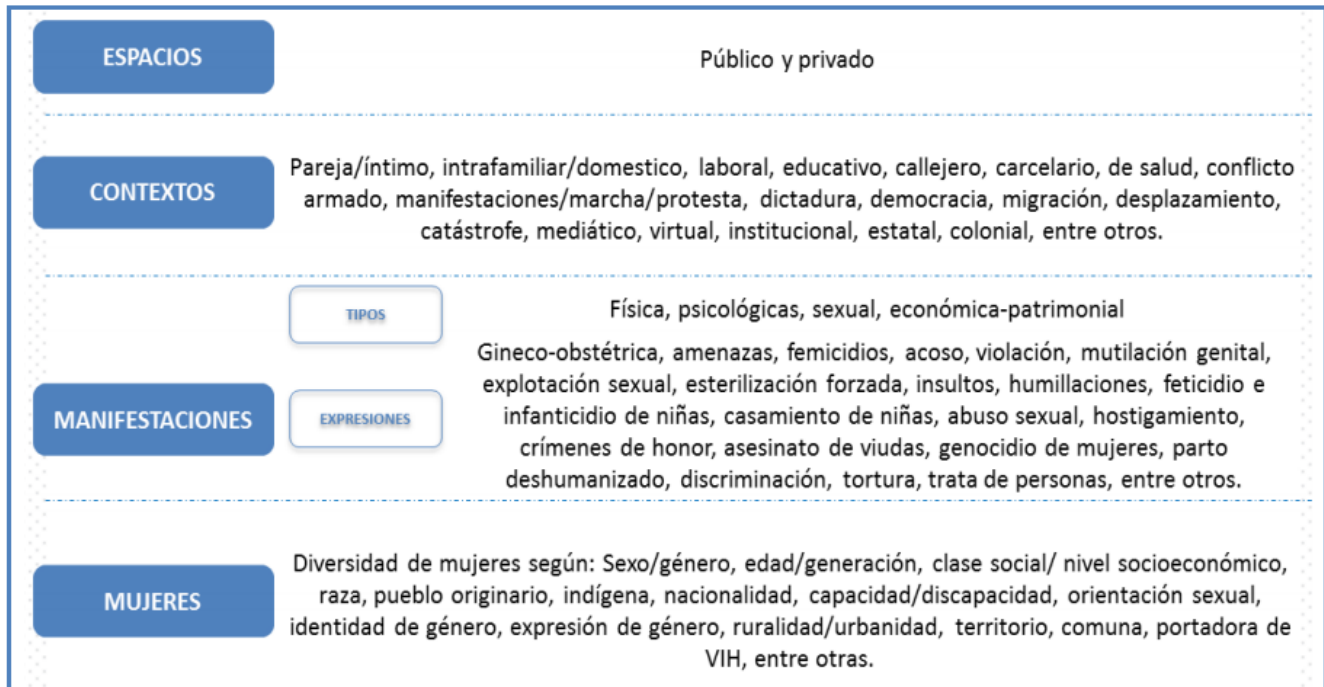 ESPACIOS
Público y privado
CONTEXTOS
Pareja/íntimo, intrafamiliar/domestico, laboral, educativo, callejero, carcelario, de salud, conflicto
armado, manifestaciones/marcha/protesta, dictadura, democracia, migración, desplazamiento,
catástrofe, mediático, virtual, institucional, estatal, colonial, entre otros.
MANIFESTACIONES
TIPOS
Física, psicológicas, sexual, económica-patrimonial
EXPRESIONES
Gineco-obstétrica, amenazas, femicidios, acoso, violación, mutilación genital,
explotación sexual, esterilización forzada, insultos, humillaciones, feticidio e
infanticidio de niñas, casamiento de niñas, abuso sexual, hostigamiento,
crímenes de honor, asesinato de viudas, genocidio de mujeres, parto
deshumanizado, discriminación, tortura, trata de personas, entre otros.
MUJERES
Diversidad de mujeres según: Sexo/género, edad/generación, clase social/ nivel socioeconómico,
raza, pueblo originario, indígena, nacionalidad, capacidad/discapacidad, orientación sexual,
identidad de género, expresión de género, ruralidad/urbanidad, territorio, comuna, portadora de
VIH, entre otras.